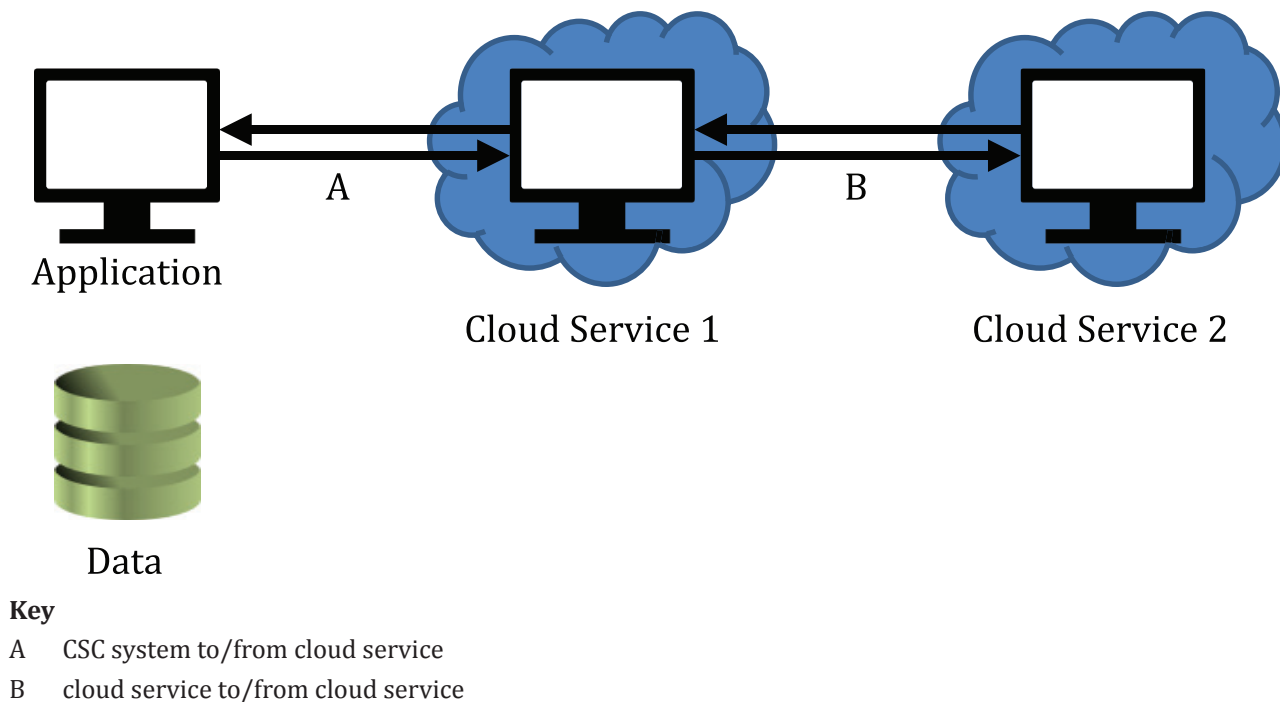 A
B
Application
Cloud Service 1
Cloud Service 2
Data
Key
A CSC system to/from cloud service
B cloud service to/from cloud service